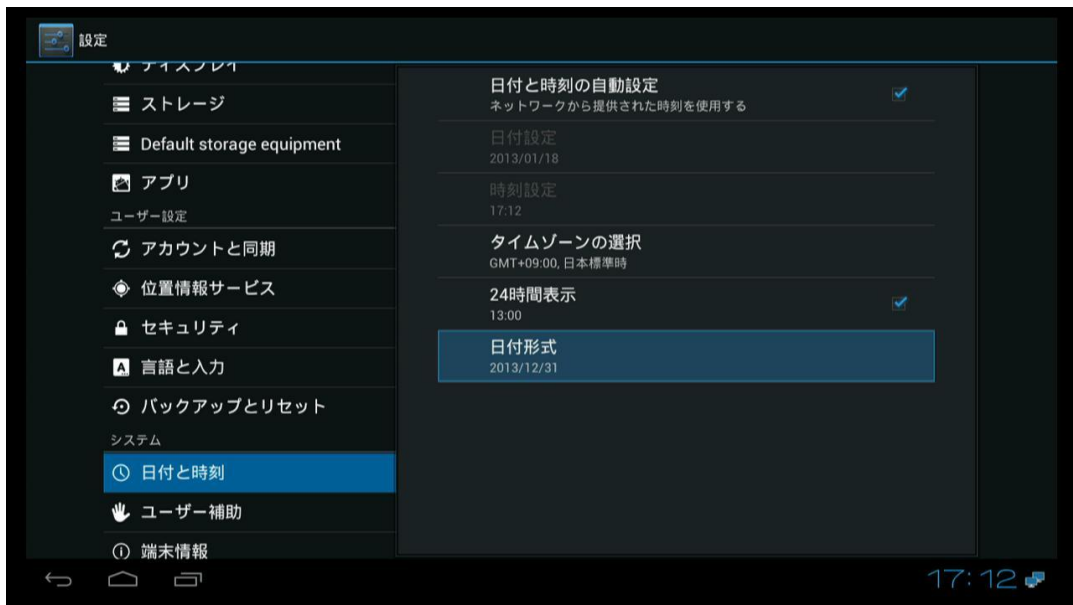 設定
ディスプレイ
ストレージ
Default storage equipment
アプリ
ユーザー設定
アカウントと同期
位置情報サービス
セキュリティ
言語と入力
バックアップとリセット
システム
日付と時刻
ユーザー補助
端末情報
日付と時刻の自動設定
ネットワークから提供された時刻を使用する
日付設定
2013/01/18
時刻設定
17:12
タイムゾーンの選択
GMT+09:00, 日本標準時
24時間表示
13:00
日付形式
2013/12/31
17:12